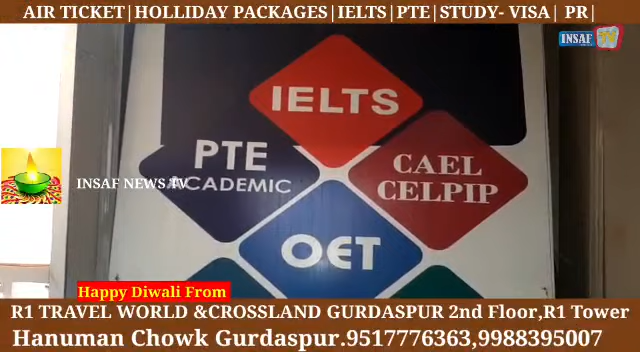 AIR TICKET|HOLLIDAY PACKAGES|IELTS|PTE|STUDY- VISA| PR|
INSAF TV
IELTS
PTE
ACADEMIC
CAEL
CELPIP
INSAF NEWS TV
OET
Happy Diwali From
R1 TRAVEL WORLD &CROSSLAND GURDASPUR 2nd Floor,R1 Tower
Hanuman Chowk Gurdaspur.9517776363,9988395007